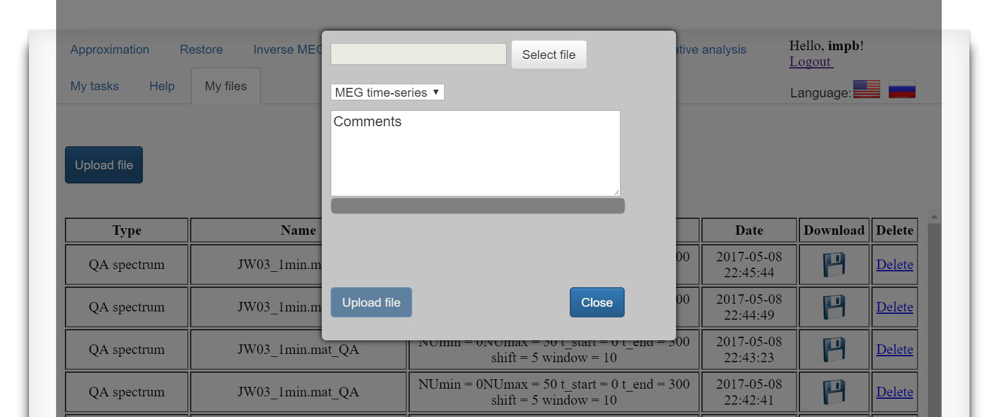 Approximation Restore Inverse MEG ative analysis
Hello, impb!
Logout
My tasks Help My files
Language:
Select file
MEG time-series
Comments
Upload file
Upload file Close
Type Name Date Download Delete
QA spectrum JW03_1min.m 00 2017-05-08 22:45:44 Delete
QA spectrum JW03_1min.m 00 2017-05-08 22:44:49 Delete
QA spectrum JW03_1min.mat_QA NUmin = 0NUmax = 50 t_start = 0 t_end = 300 shift = 5 window = 10 2017-05-08 22:43:23 Delete
QA spectrum JW03_1min.mat_QA NUmin = 0NUmax = 50 t_start = 0 t_end = 300 shift = 5 window = 10 2017-05-08 22:42:41 Delete